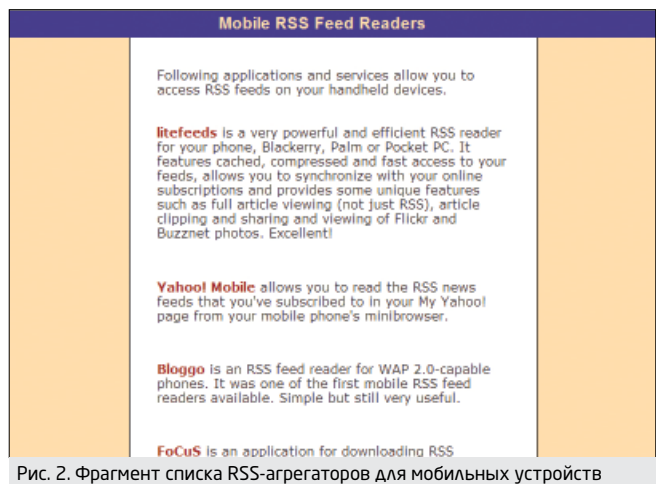 Mobile RSS Feed Readers
Following applications and services allow you to
access RSS feeds on your handheld devices.
litefeeds is a very powerful and efficient RSS reader
for your phone, Blackerry, Palm or Pocket PC. It
features cached, compressed and fast access to your
feeds, allows you to synchronize with your online
subscriptions and provides some unique features
such as full article viewing (not just RSS), article
clipping and sharing and viewing of Flickr and
Buzznet photos. Excellent!
Yahoo! Mobile allows you to read the RSS news
feeds that you've subscribed to in your My Yahoo!
page from your mobile phone's minibrowser.
Bloggo is an RSS feed reader for WAP 2.0-capable
phones. It was one of the first mobile RSS feed
readers available. Simple but still very useful.
FoCuS is an application for downloading RSS
Рис. 2. Фрагмент списка RSS-агрегаторов для мобильных устройств